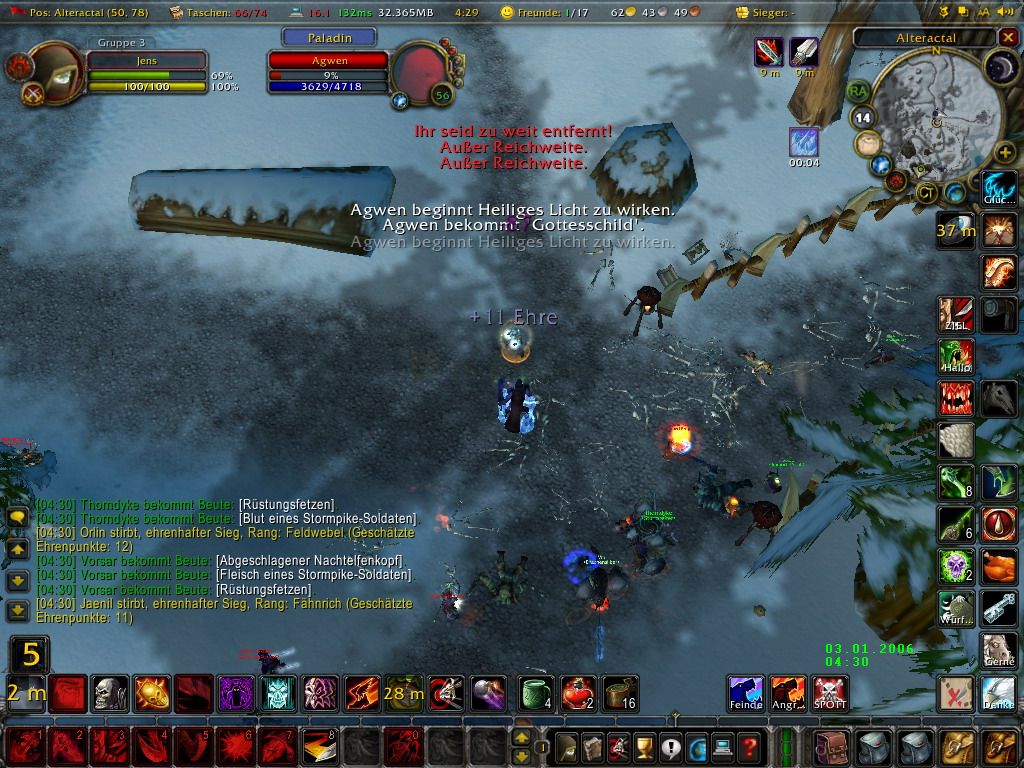 Pos: Alteractal (50, 78)
Taschen: 66/74
16.1 132ms 32.365MB
4:29
Freunde: 1/17
62 43 49
Sieger: -
Gruppe 3
Jens
69%
100/100
100%
Paladin
Agwen
9%
3629/4718
56
9 m
9 m
Alteractal
N
RA
14
CT
00:04
Ihr seid zu weit entfernt!
Außer Reichweite.
Außer Reichweite.
Agwen beginnt Heiliges Licht zu wirken.
Agwen bekommt 'Gottesschild'.
Agwen beginnt Heiliges Licht zu wirken.
+11 Ehre
Glüc...
37 m
ZIEL
Hallo
8
6
2
Würf...
Gerne
Danke
[04:30] Thorndyke bekommt Beute: [Rüstungsfetzen].
[04:30] Thorndyke bekommt Beute: [Blut eines Stormpike-Soldaten].
[04:30] Orlin stirbt, ehrenhafter Sieg, Rang: Feldwebel (Geschätzte
Ehrenpunkte: 12)
[04:30] Vorsar bekommt Beute: [Abgeschlagener Nachtelfenkopf]
[04:30] Vorsar bekommt Beute: [Fleisch eines Stormpike-Soldaten].
[04:30] Vorsar bekommt Beute: [Rüstungsfetzen].
[04:30] Jaenil stirbt, ehrenhafter Sieg, Rang: Fähnrich (Geschätzte
Ehrenpunkte: 11)
Thorndyke
03.01.2006
04:30
5
2 m
28 m
4
2
16
Feinde
Angr...
SPOTT
1 2 3 4 5 6 7 8 0
1